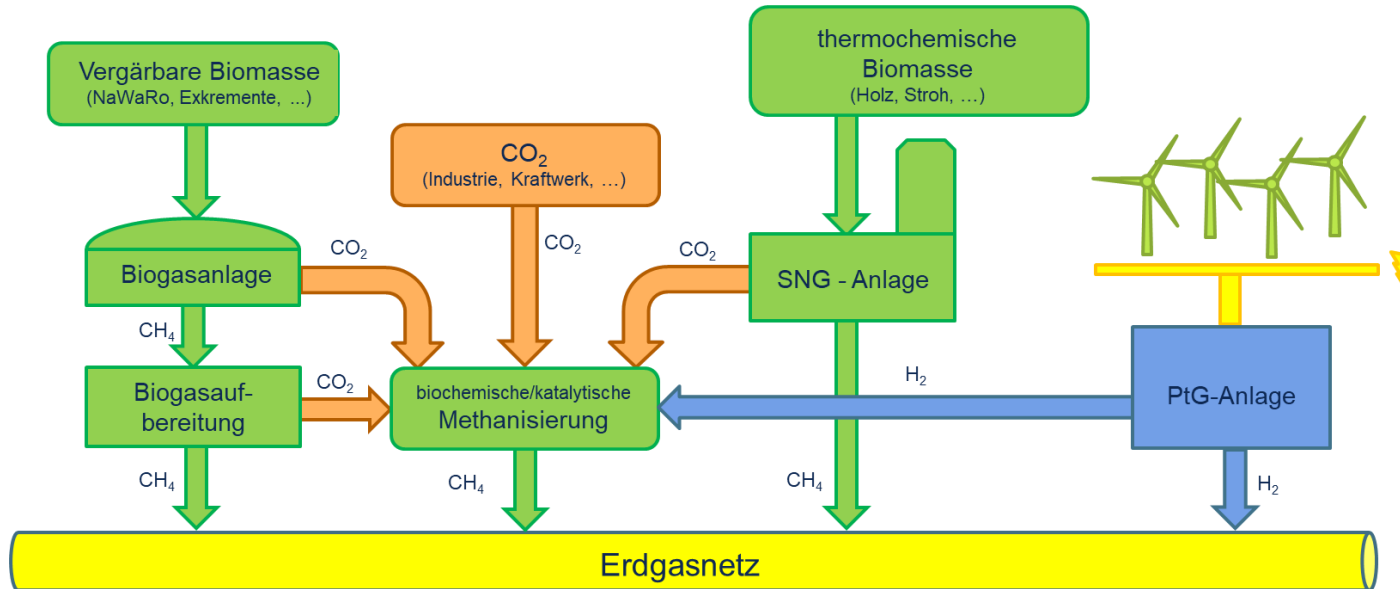 Vergärbare Biomasse
(NaWaRo, Exkremente, ...)
thermochemische
Biomasse
(Holz, Stroh, …)
CO₂
(Industrie, Kraftwerk, …)
CO₂
CO₂
CO₂
Biogasanlage
SNG - Anlage
CH₄
Biogasauf-
bereitung
CO₂
biochemische/katalytische
Methanisierung
H₂
PtG-Anlage
CH₄
CH₄
CH₄
H₂
Erdgasnetz